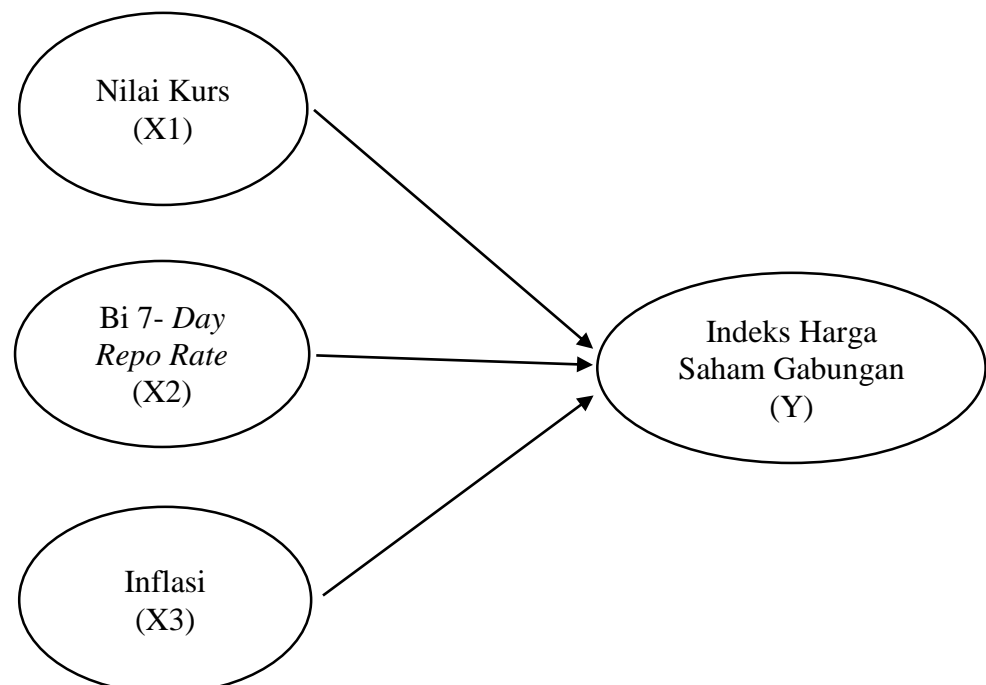 Nilai Kurs
(X1)
Bi 7- Day
Repo Rate
(X2)
Inflasi
(X3)
Indeks Harga
Saham Gabungan
(Y)